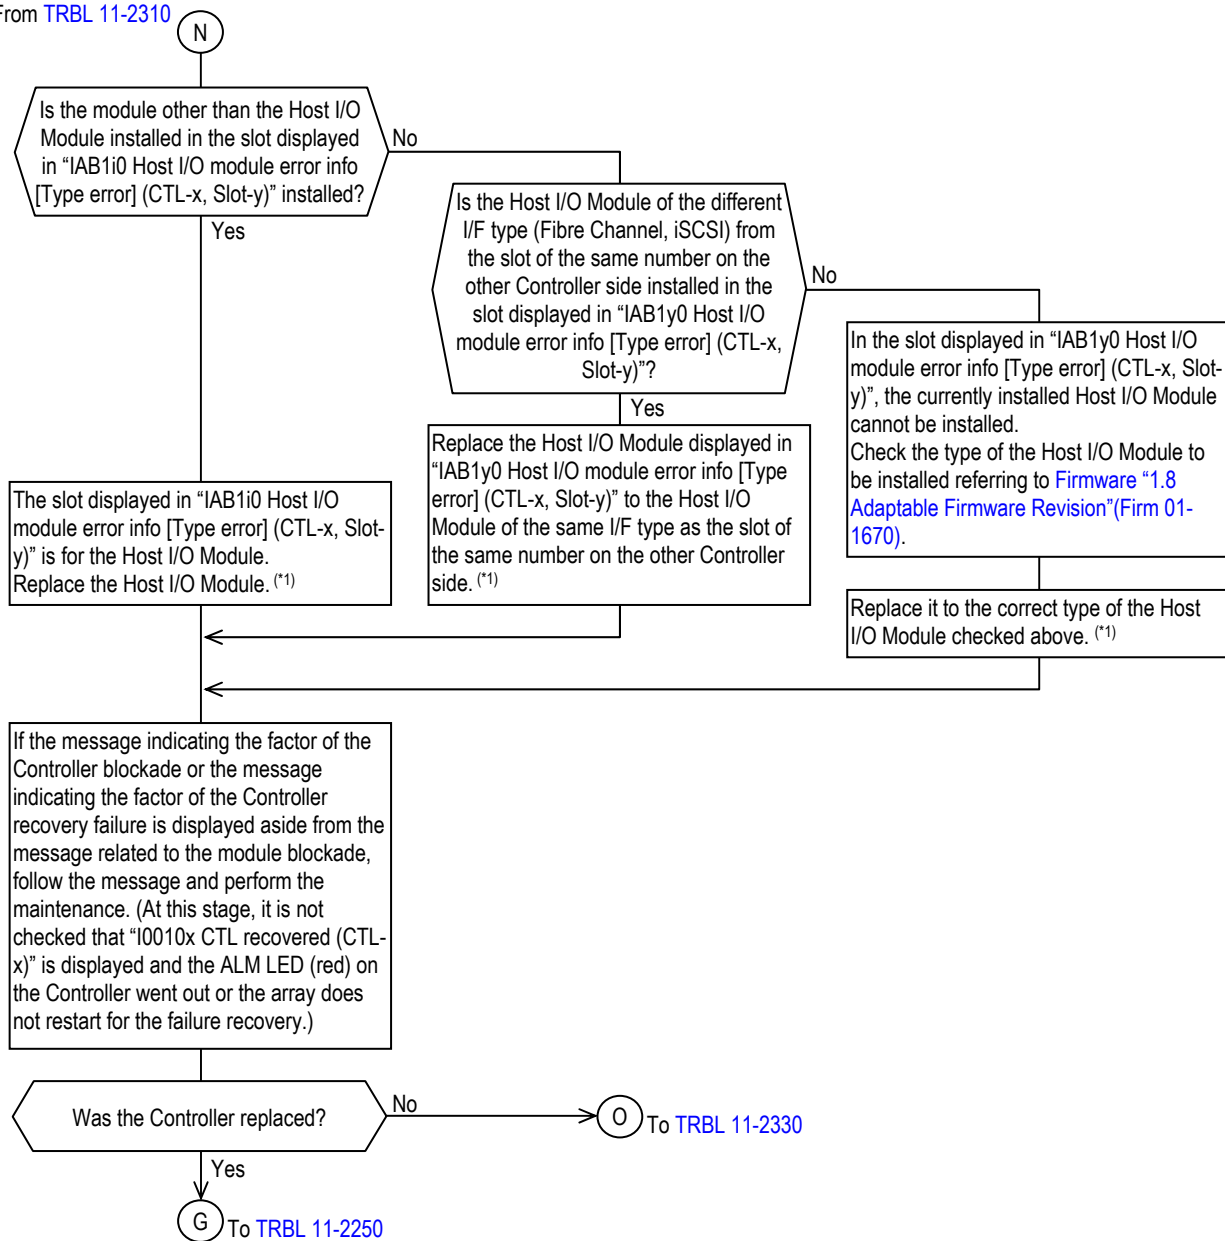 From TRBL 11-2310
N
Is the module other than the Host I/O
Module installed in the slot displayed
in “IAB1i0 Host I/O module error info
[Type error] (CTL-x, Slot-y)” installed?
No
Yes
Is the Host I/O Module of the different
I/F type (Fibre Channel, iSCSI) from
the slot of the same number on the
other Controller side installed in the
slot displayed in “IAB1y0 Host I/O
module error info [Type error] (CTL-x,
Slot-y)”?
No
Yes
In the slot displayed in “IAB1y0 Host I/O
module error info [Type error] (CTL-x, Slot-
y)”, the currently installed Host I/O Module
cannot be installed.
Check the type of the Host I/O Module to
be installed referring to Firmware “1.8
Adaptable Firmware Revision”(Firm 01-
1670).
Replace the Host I/O Module displayed in
“IAB1y0 Host I/O module error info [Type
error] (CTL-x, Slot-y)” to the Host I/O
Module of the same I/F type as the slot of
the same number on the other Controller
side. (*1)
The slot displayed in “IAB1i0 Host I/O
module error info [Type error] (CTL-x, Slot-
y)” is for the Host I/O Module.
Replace the Host I/O Module. (*1)
Replace it to the correct type of the Host
I/O Module checked above. (*1)
If the message indicating the factor of the
Controller blockade or the message
indicating the factor of the Controller
recovery failure is displayed aside from the
message related to the module blockade,
follow the message and perform the
maintenance. (At this stage, it is not
checked that “I0010x CTL recovered (CTL-
x)” is displayed and the ALM LED (red) on
the Controller went out or the array does
not restart for the failure recovery.)
Was the Controller replaced?
No
O
To TRBL 11-2330
Yes
G
To TRBL 11-2250